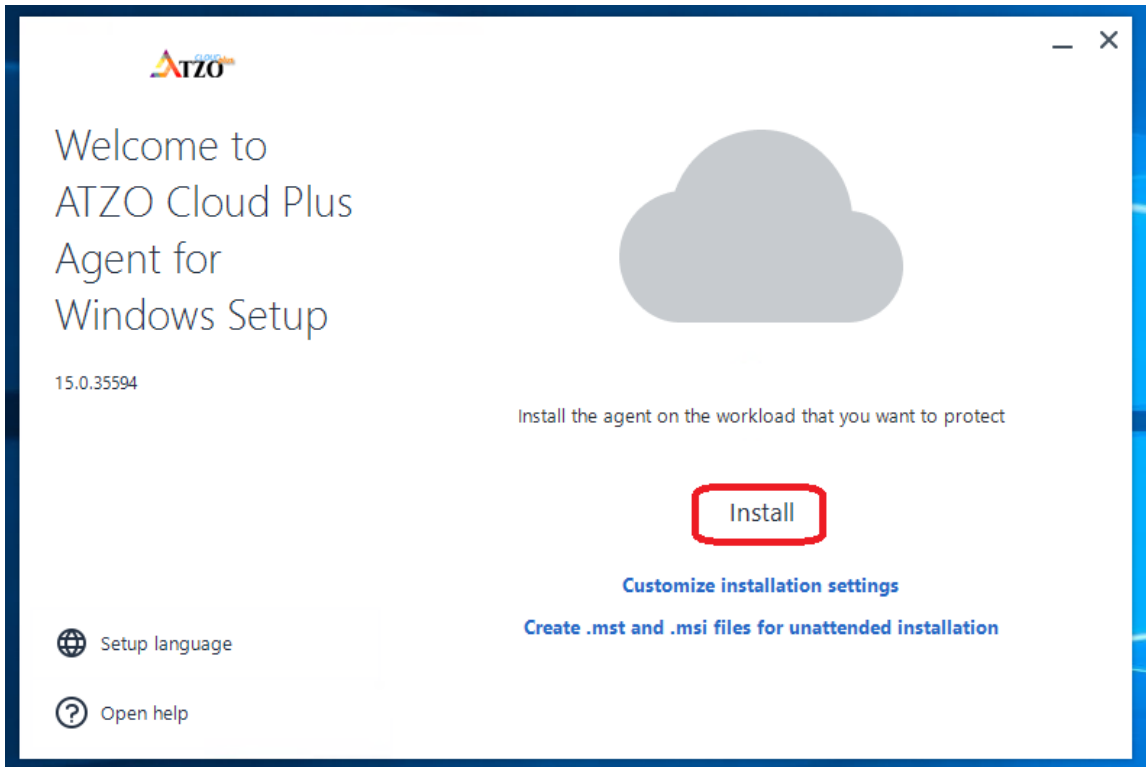 ATZO CLOUD plus
Welcome to
ATZO Cloud Plus
Agent for
Windows Setup
15.0.35594
Install the agent on the workload that you want to protect
Install
Customize installation settings
Create .mst and .msi files for unattended installation
Setup language
Open help